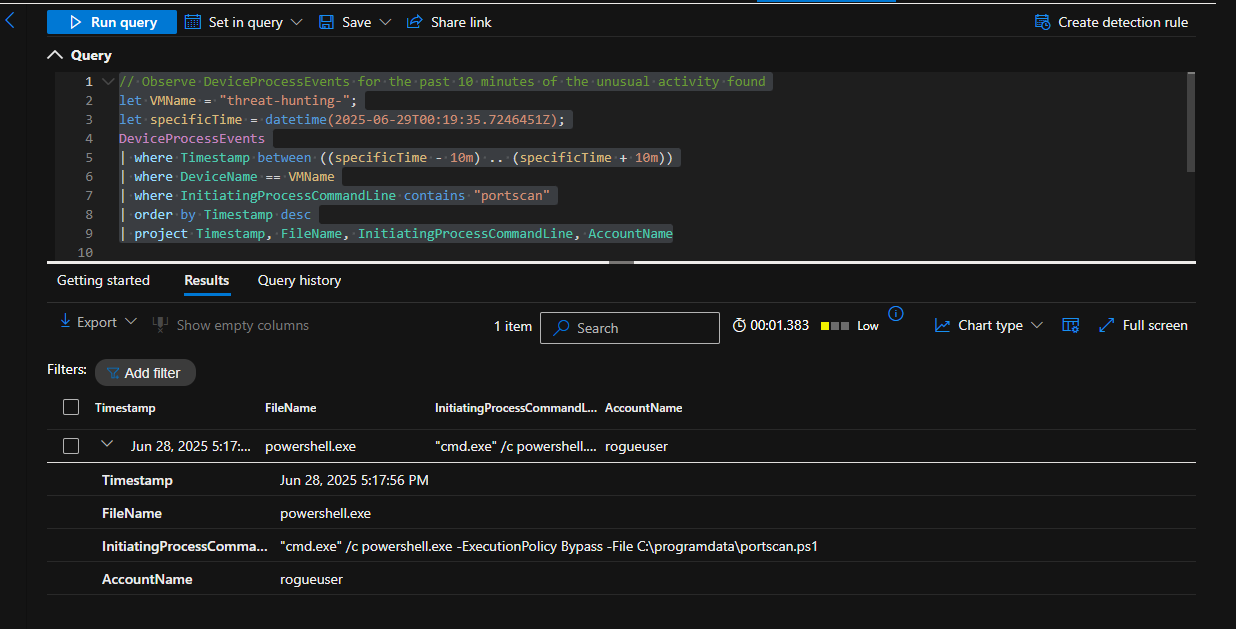 Run query Set in query Save Share link Create detection rule
Query
1 // Observe DeviceProcessEvents for the past 10 minutes of the unusual activity found
2 let VMName = "threat-hunting-";
3 let specificTime = datetime(2025-06-29T00:19:35.7246451Z);
4 DeviceProcessEvents
5 | where Timestamp between ((specificTime - 10m) .. (specificTime + 10m))
6 | where DeviceName == VMName
7 | where InitiatingProcessCommandLine contains "portscan"
8 | order by Timestamp desc
9 | project Timestamp, FileName, InitiatingProcessCommandLine, AccountName
10
Getting started Results Query history
Export Show empty columns 1 item Search 00:01.383 Low Chart type Full screen
Filters: Add filter
Timestamp FileName InitiatingProcessCommandL... AccountName
Jun 28, 2025 5:17:... powershell.exe "cmd.exe" /c powershell.... rogueuser
Timestamp Jun 28, 2025 5:17:56 PM
FileName powershell.exe
InitiatingProcessComma... "cmd.exe" /c powershell.exe -ExecutionPolicy Bypass -File C:\programdata\portscan.ps1
AccountName rogueuser